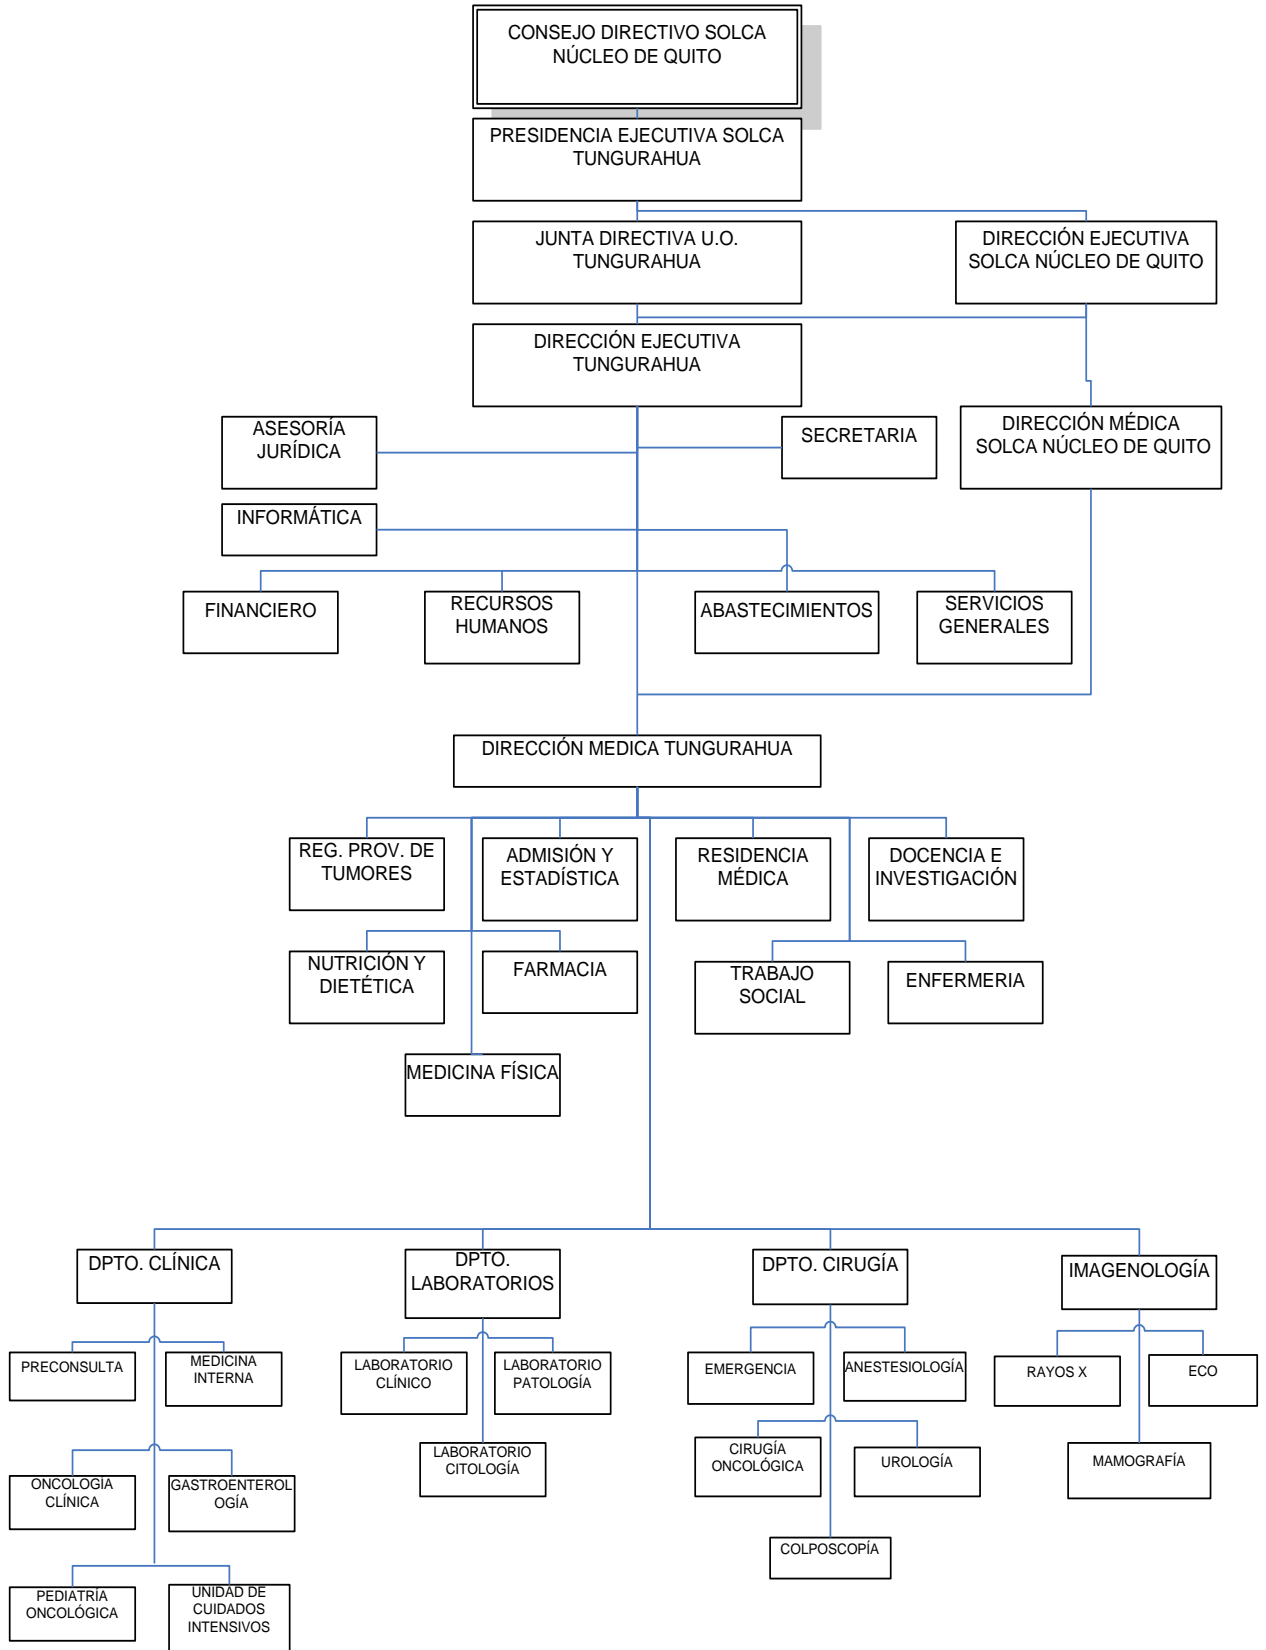 CONSEJO DIRECTIVO SOLCA
NÚCLEO DE QUITO
PRESIDENCIA EJECUTIVA SOLCA
TUNGURAHUA
JUNTA DIRECTIVA U.O.
TUNGURAHUA
DIRECCIÓN EJECUTIVA
SOLCA NÚCLEO DE QUITO
DIRECCIÓN EJECUTIVA
TUNGURAHUA
ASESORÍA
JURÍDICA
SECRETARIA
DIRECCIÓN MÉDICA
SOLCA NÚCLEO DE QUITO
INFORMÁTICA
FINANCIERO
RECURSOS
HUMANOS
ABASTECIMIENTOS
SERVICIOS
GENERALES
DIRECCIÓN MEDICA TUNGURAHUA
REG. PROV. DE
TUMORES
ADMISIÓN Y
ESTADÍSTICA
RESIDENCIA
MÉDICA
DOCENCIA E
INVESTIGACIÓN
NUTRICIÓN Y
DIETÉTICA
FARMACIA
TRABAJO
SOCIAL
ENFERMERIA
MEDICINA FÍSICA
DPTO. CLÍNICA
DPTO.
LABORATORIOS
DPTO. CIRUGÍA
IMAGENOLOGÍA
PRECONSULTA
MEDICINA
INTERNA
LABORATORIO
CLÍNICO
LABORATORIO
PATOLOGÍA
EMERGENCIA
ANESTESIOLOGÍA
RAYOS X
ECO
ONCOLOGIA
CLÍNICA
GASTROENTEROL
OGÍA
LABORATORIO
CITOLOGÍA
CIRUGÍA
ONCOLÓGICA
UROLOGÍA
MAMOGRAFÍA
COLPOSCOPÍA
PEDIATRÍA
ONCOLÓGICA
UNIDAD DE
CUIDADOS
INTENSIVOS